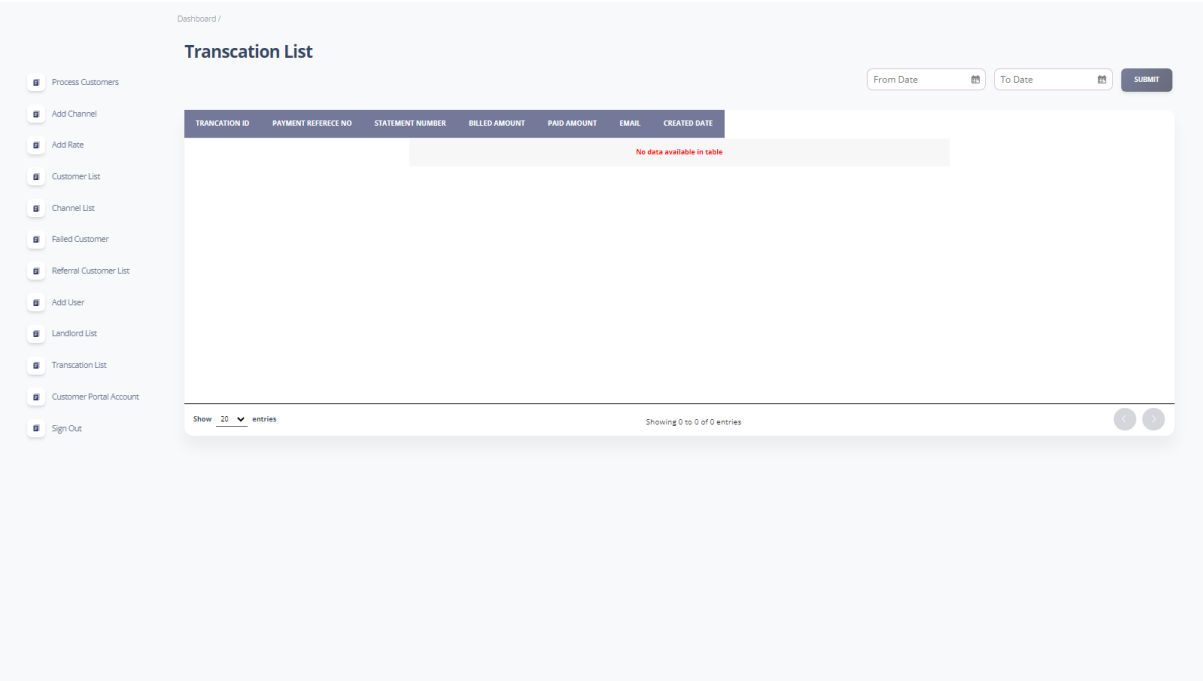 Dashboard /
Transcation List
Process Customers
Add Channel
Add Rate
Customer List
Channel List
Failed Customer
Referral Customer List
Add User
Landlord List
Transcation List
Customer Portal Account
Sign Out
From Date To Date SUBMIT
TRANCATION ID PAYMENT REFERECE NO STATEMENT NUMBER BILLED AMOUNT PAID AMOUNT EMAIL CREATED DATE
No data available in table
Show 20 entries
Showing 0 to 0 of 0 entries